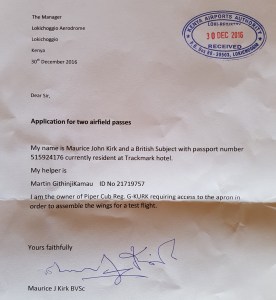 The Manager
Lokichoggio Aerodrome
Lokichoggio
Kenya
30th December 2016
KENYA AIRPORTS AUTHORITY
30 DEC 2016
RECEIVED
Dear Sir,
Application for two airfield passes
My name is Maurice John Kirk and a British Subject with passport number
515924176 currently resident at Trackmark hotel.
My helper is
Martin GithinjiKamau ID No 21719757
I am the owner of Piper Cub Reg. G-KURK requiring access to the apron in
order to assemble the wings for a test flight.
Yours faithfully
Maurice J Kirk BVSc